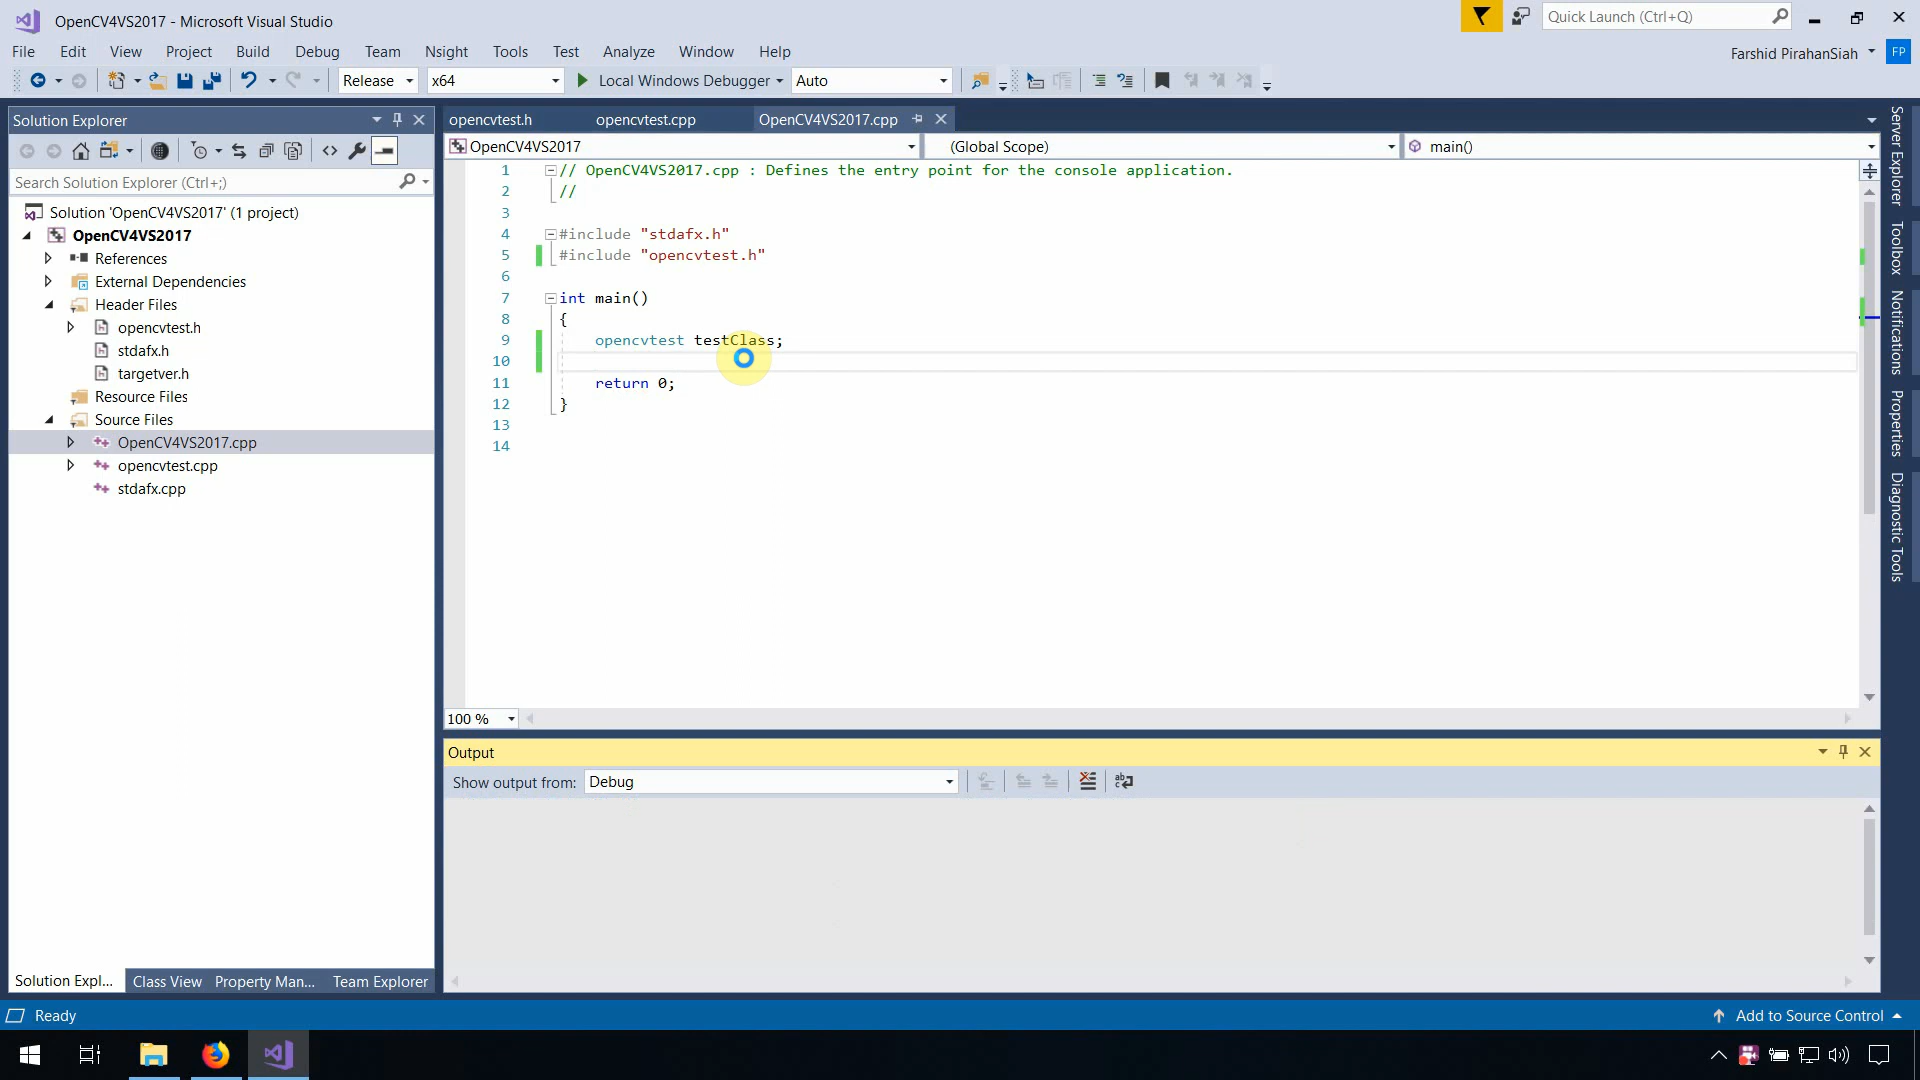 OpenCV4VS2017 - Microsoft Visual Studio
Quick Launch (Ctrl+Q)
File Edit View Project Build Debug Team Nsight Tools Test Analyze Window Help
Farshid PirahanSiah FP
Release x64 Local Windows Debugger Auto
Solution Explorer
Search Solution Explorer (Ctrl+;)
Solution 'OpenCV4VS2017' (1 project)
OpenCV4VS2017
References
External Dependencies
Header Files
opencvtest.h
stdafx.h
targetver.h
Resource Files
Source Files
OpenCV4VS2017.cpp
opencvtest.cpp
stdafx.cpp
Solution Expl... Class View Property Man... Team Explorer
opencvtest.h opencvtest.cpp OpenCV4VS2017.cpp
OpenCV4VS2017 (Global Scope) main()
1 // OpenCV4VS2017.cpp : Defines the entry point for the console application.
2 //
3
4 #include "stdafx.h"
5 #include "opencvtest.h"
6
7 int main()
8 {
9 opencvtest testClass;
10
11 return 0;
12 }
13
14
100 %
Output
Show output from: Debug
Server Explorer
Toolbox
Notifications
Properties
Diagnostic Tools
Ready
Add to Source Control